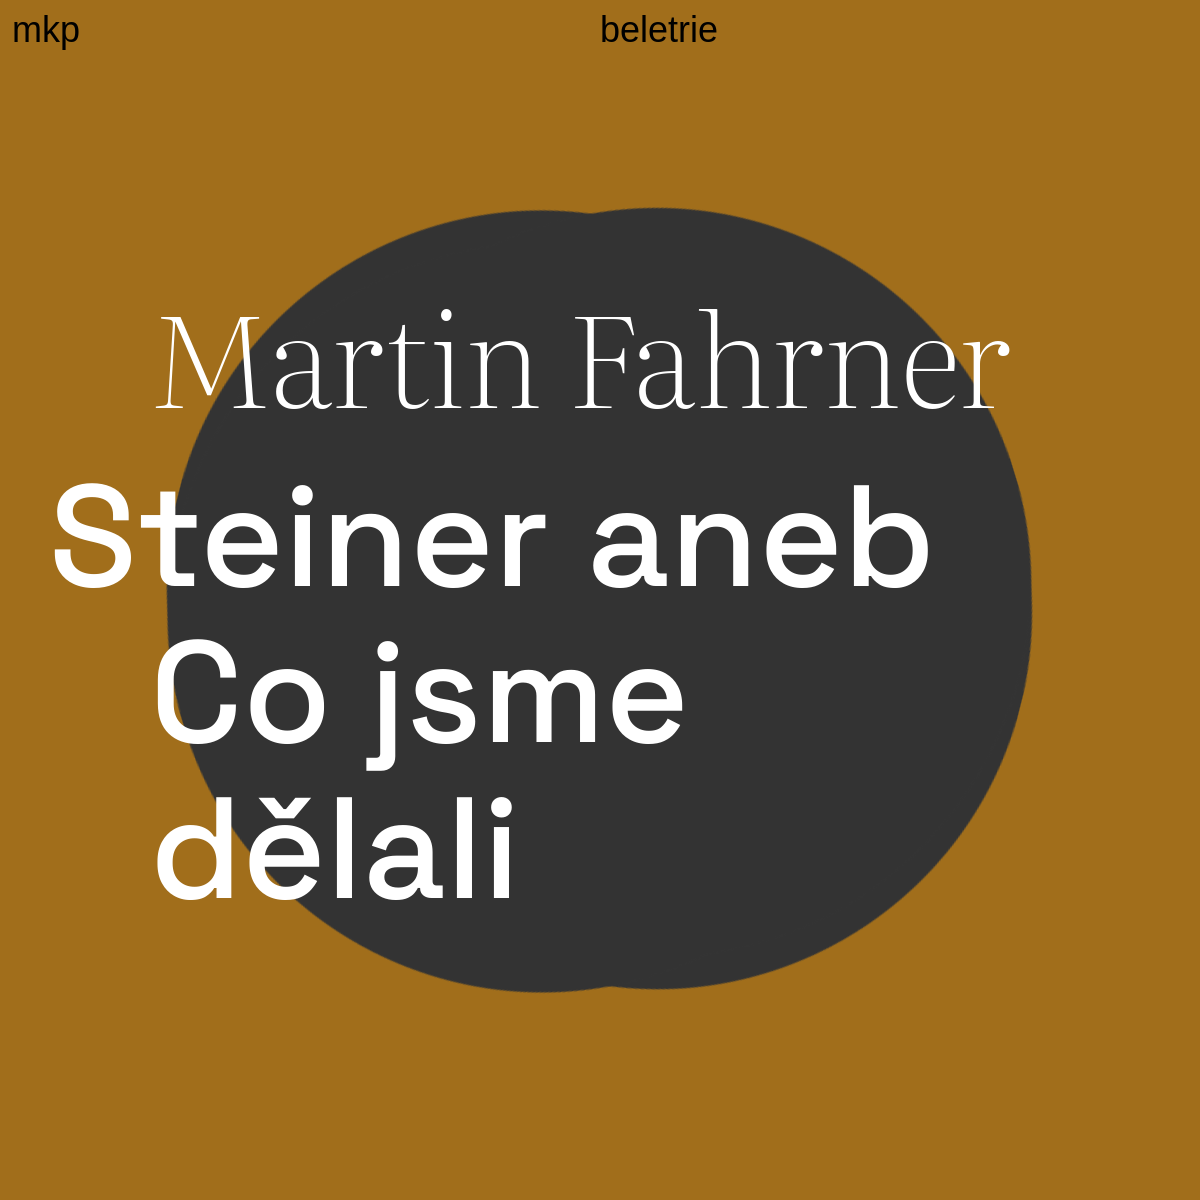 mkp
beletrie
Martin Fahrner
Steiner aneb
Co jsme
dělali